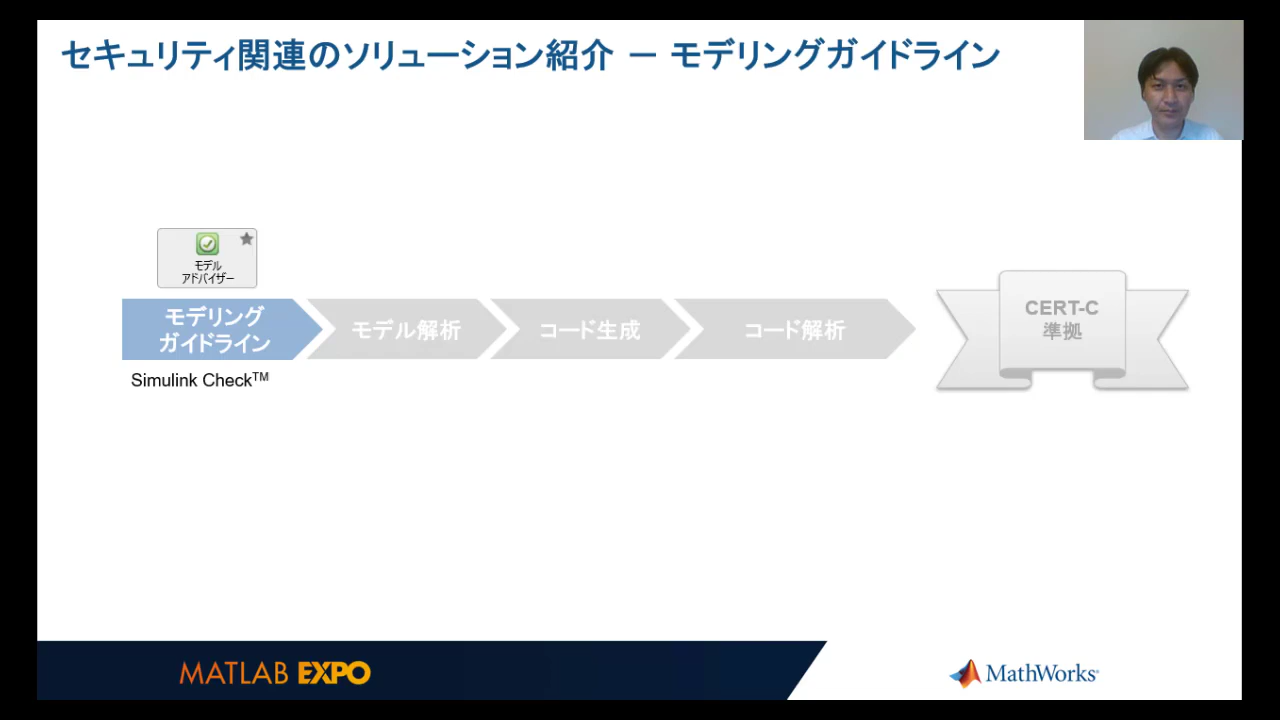 セキュリティ関連のソリューション紹介 － モデリングガイドライン
モデル
アドバイザー
モデリング
ガイドライン
モデル解析
コード生成
コード解析
CERT-C
準拠
Simulink Check™
MATLAB EXPO
MathWorks®